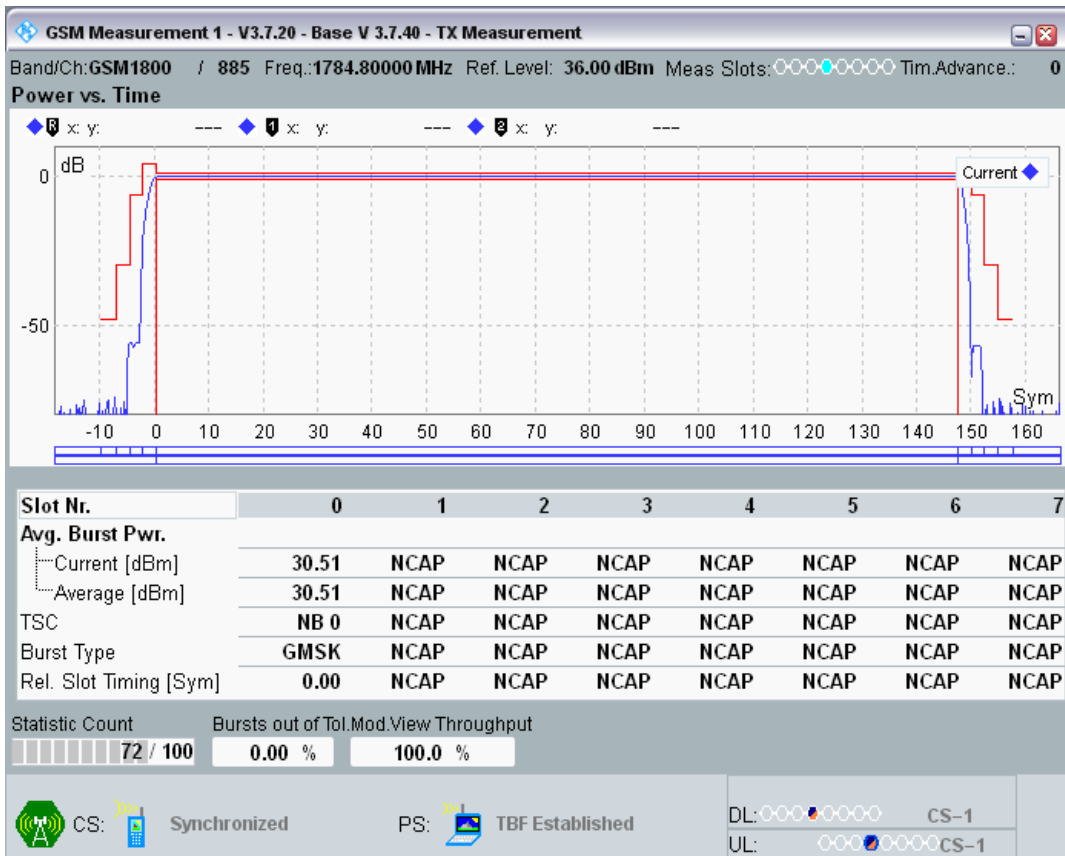 GSM Measurement 1 - V3.7.20 - Base V 3.7.40 - TX Measurement
Band/Ch:GSM1800 / 885 Freq.:1784.80000 MHz Ref. Level: 36.00 dBm Meas Slots: Tim.Advance.: 0
Power vs. Time
R x: y: --- 1 x: y: --- 2 x: y: ---
dB
Current
0
-50
Sym
-10 0 10 20 30 40 50 60 70 80 90 100 110 120 130 140 150 160
Slot Nr. 0 1 2 3 4 5 6 7
Avg. Burst Pwr.
Current [dBm] 30.51 NCAP NCAP NCAP NCAP NCAP NCAP NCAP
Average [dBm] 30.51 NCAP NCAP NCAP NCAP NCAP NCAP NCAP
TSC NB 0 NCAP NCAP NCAP NCAP NCAP NCAP NCAP
Burst Type GMSK NCAP NCAP NCAP NCAP NCAP NCAP NCAP
Rel. Slot Timing [Sym] 0.00 NCAP NCAP NCAP NCAP NCAP NCAP NCAP
Statistic Count Bursts out of Tol.Mod.View Throughput
72 / 100 0.00 % 100.0 %
CS: Synchronized PS: TBF Established
DL: CS-1
UL: CS-1